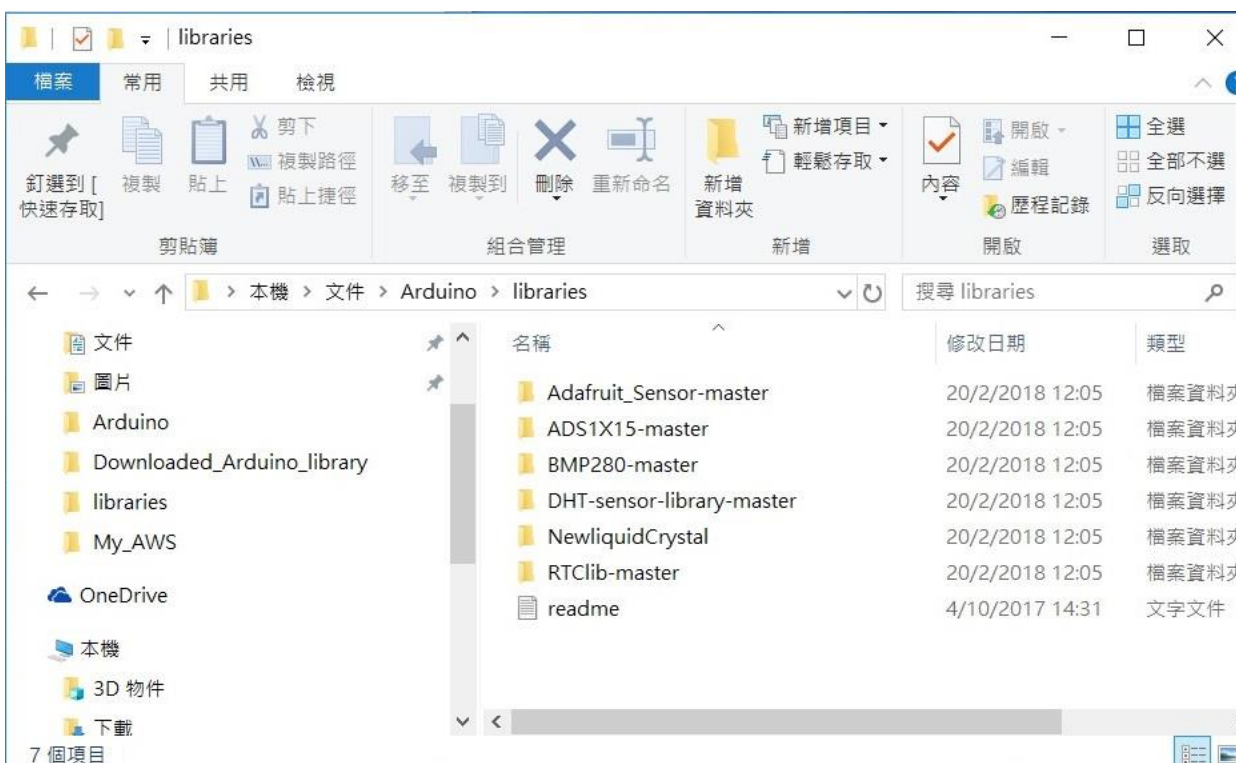 libraries
檔案 常用 共用 檢視
釘選到 [
快速存取]
複製
貼上
剪下
複製路徑
貼上捷徑
剪貼簿
移至
複製到
刪除
重新命名
組合管理
新增
資料夾
新增項目
輕鬆存取
新增
內容
開啟
編輯
歷程記錄
開啟
全選
全部不選
反向選擇
選取
本機 > 文件 > Arduino > libraries
搜尋 libraries
文件
圖片
Arduino
Downloaded_Arduino_library
libraries
My_AWS
OneDrive
本機
3D 物件
下載
名稱 修改日期 類型
Adafruit_Sensor-master 20/2/2018 12:05 檔案資料夾
ADS1X15-master 20/2/2018 12:05 檔案資料夾
BMP280-master 20/2/2018 12:05 檔案資料夾
DHT-sensor-library-master 20/2/2018 12:05 檔案資料夾
NewliquidCrystal 20/2/2018 12:05 檔案資料夾
RTClib-master 20/2/2018 12:05 檔案資料夾
readme 4/10/2017 14:31 文字文件
7 個項目